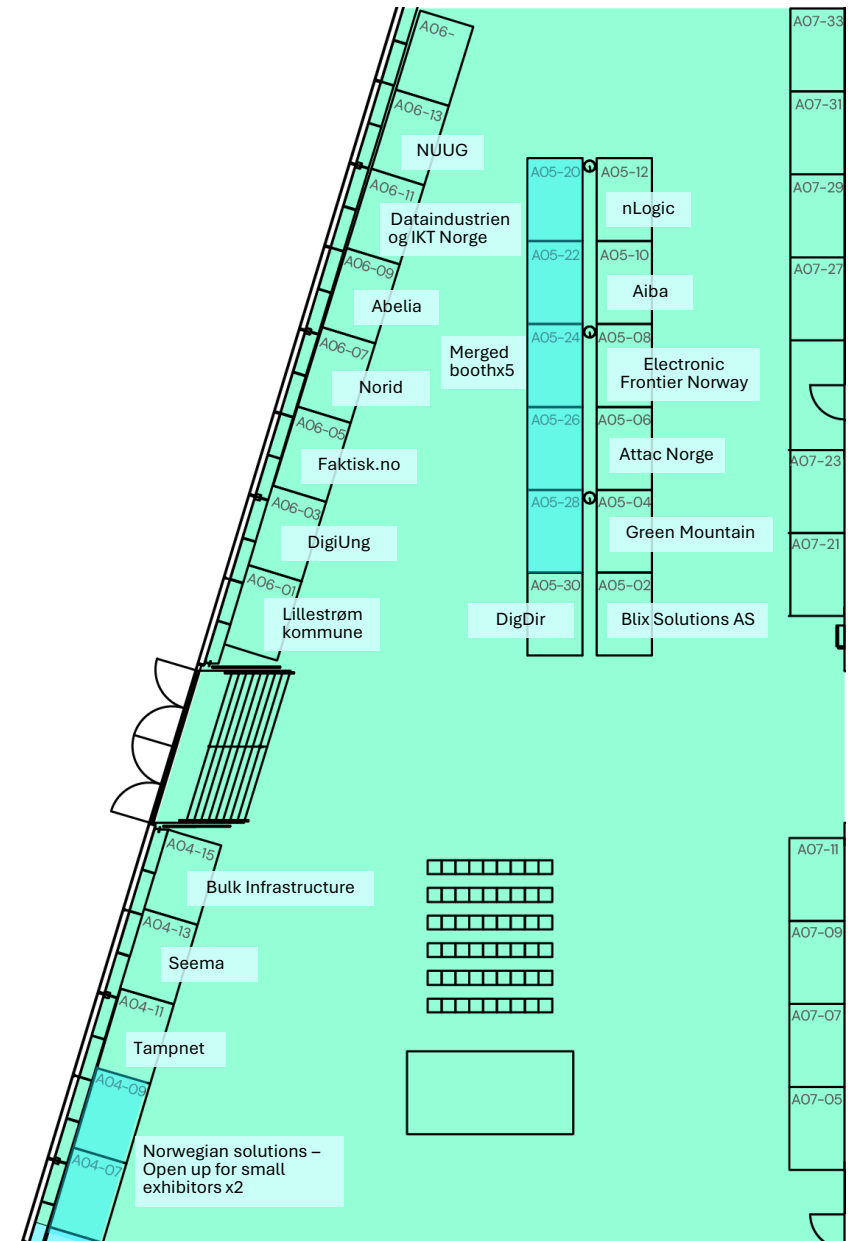 A06-
A06-13
NUUG
A06-11
Dataindustrien
og IKT Norge
A06-09
Abelia
A06-07
Norid
A06-05
Faktisk.no
A06-03
DigiUng
A06-01
Lillestrøm
kommune
A05-20
A05-22
A05-24
Merged
boothx5
A05-26
A05-28
A05-30
DigDir
A05-12
nLogic
A05-10
Aiba
A05-08
Electronic
Frontier Norway
A05-06
Attac Norge
A05-04
Green Mountain
A05-02
Blix Solutions AS
A07-33
A07-31
A07-29
A07-27
A07-23
A07-21
A04-15
Bulk Infrastructure
A04-13
Seema
A04-11
Tampnet
A04-09
A04-07
Norwegian solutions –
Open up for small
exhibitors x2
A07-11
A07-09
A07-07
A07-05